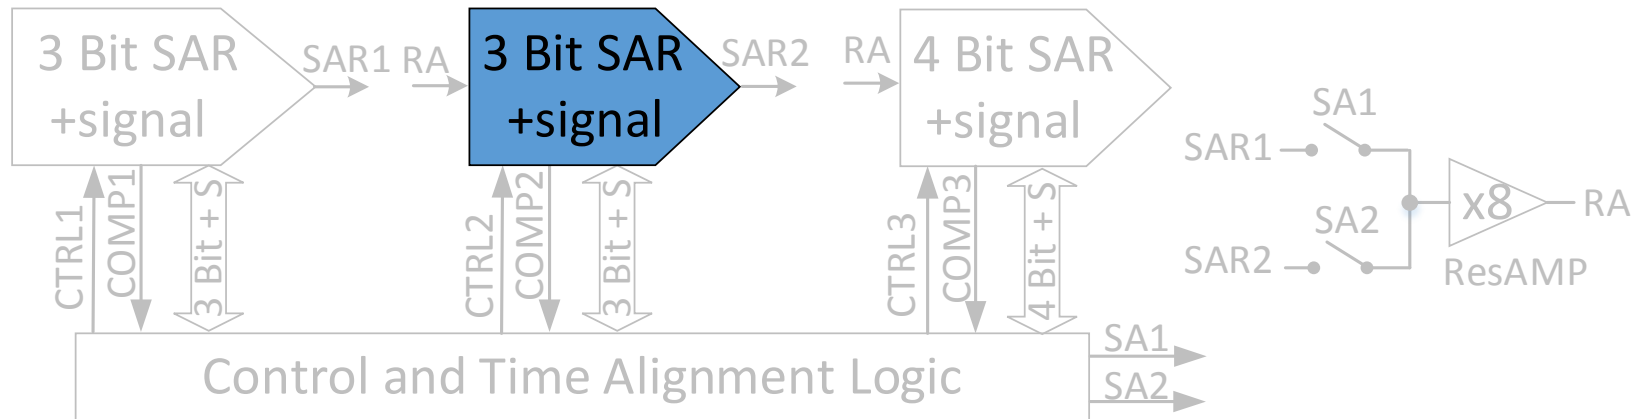 3 Bit SAR
+signal
SAR1
RA
3 Bit SAR
+signal
SAR2
RA
4 Bit SAR
+signal
CTRL1
COMP1
3 Bit + S
CTRL2
COMP2
3 Bit + S
CTRL3
COMP3
4 Bit + S
Control and Time Alignment Logic
SA1
SA2
SA1
SAR1
SA2
SAR2
x8
RA
ResAMP